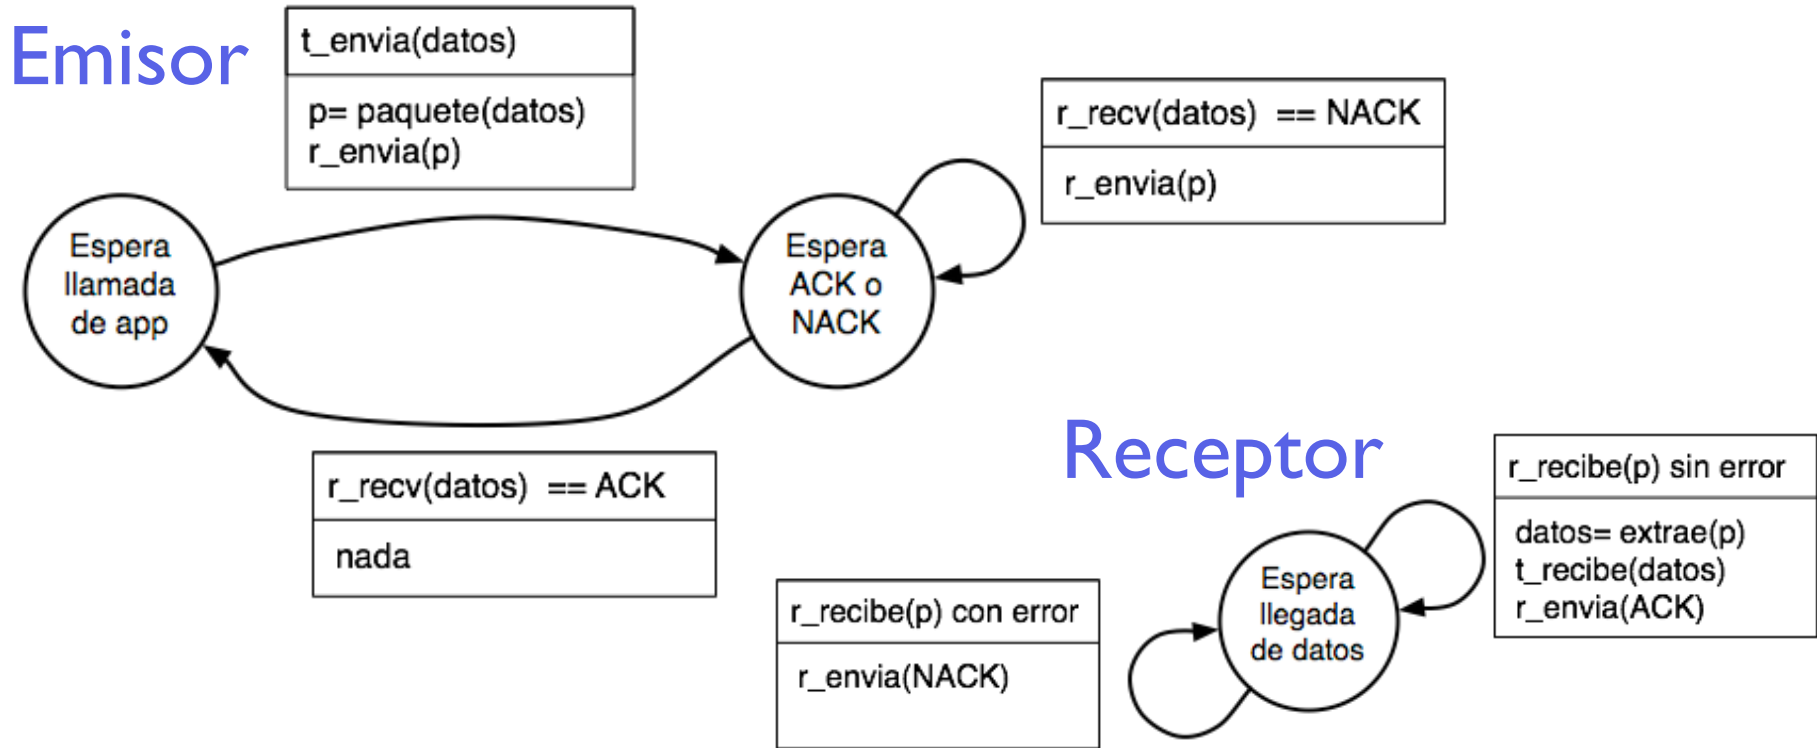 Emisor
t_envia(datos)
p= paquete(datos)
r_envia(p)
r_recv(datos) == NACK
r_envia(p)
Espera
llamada
de app
Espera
ACK o
NACK
r_recv(datos) == ACK
nada
Receptor
r_recibe(p) sin error
datos= extrae(p)
t_recibe(datos)
r_envia(ACK)
r_recibe(p) con error
r_envia(NACK)
Espera
llegada
de datos